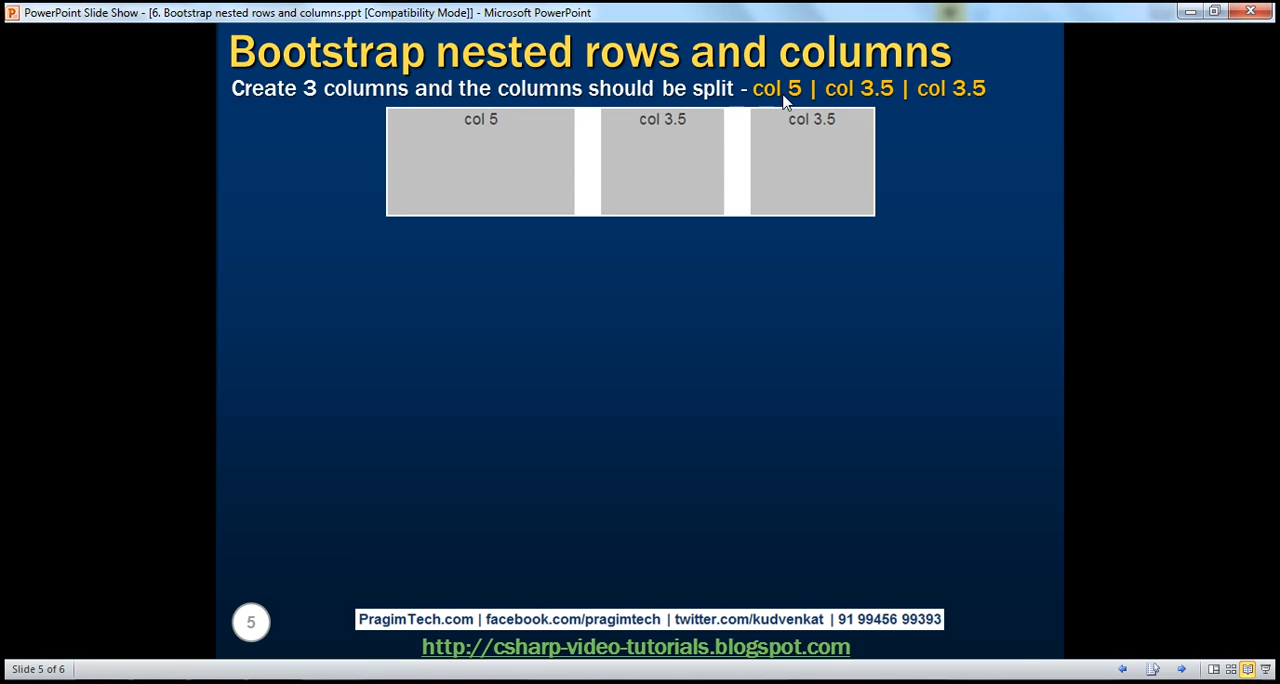 PowerPoint Slide Show - [6. Bootstrap nested rows and columns.ppt [Compatibility Mode]] - Microsoft PowerPoint
Bootstrap nested rows and columns
Create 3 columns and the columns should be split - col 5 | col 3.5 | col 3.5
col 5 col 3.5 col 3.5
5
PragimTech.com | facebook.com/pragimtech | twitter.com/kudvenkat | 91 99456 99393
http://csharp-video-tutorials.blogspot.com
Slide 5 of 6